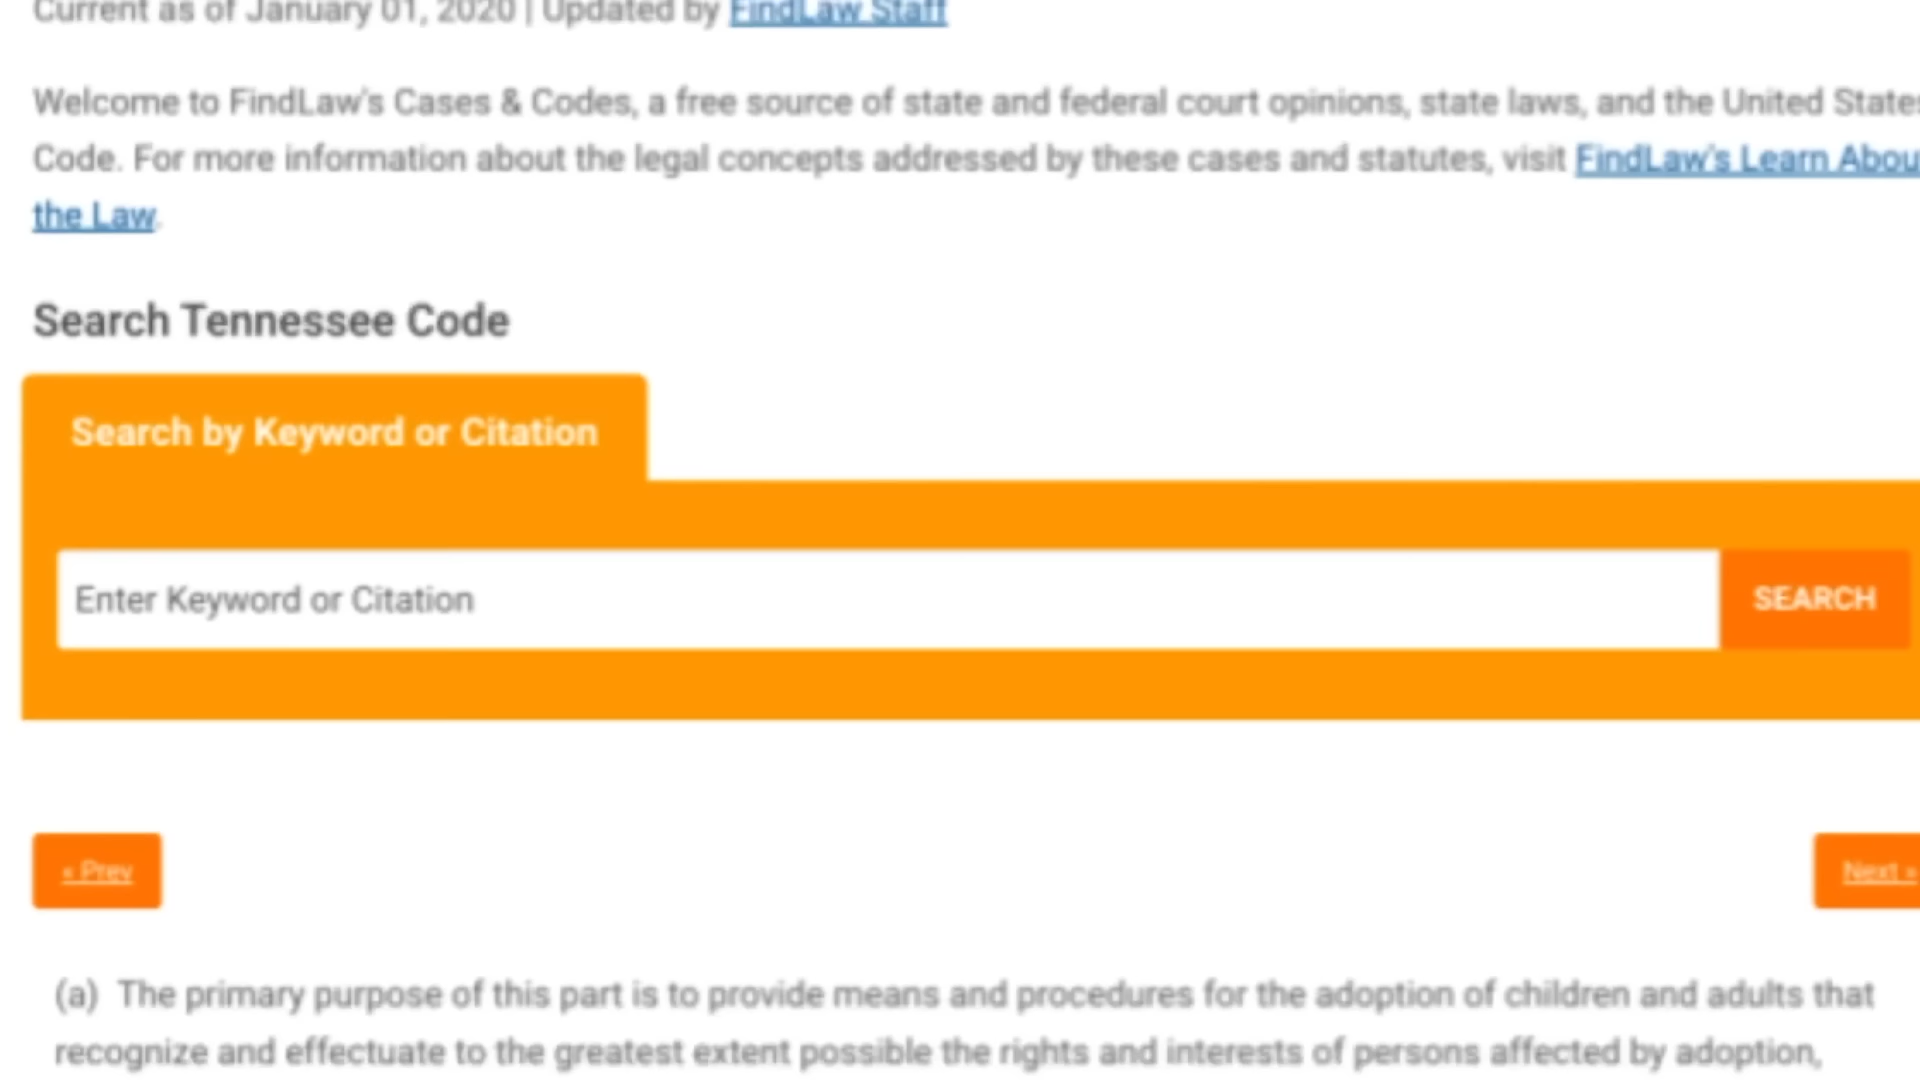 Current as of January 01, 2020 | Updated by FindLaw Staff
Welcome to FindLaw's Cases & Codes, a free source of state and federal court opinions, state laws, and the United States
Code. For more information about the legal concepts addressed by these cases and statutes, visit FindLaw's Learn Abou
the Law.
Search Tennessee Code
Search by Keyword or Citation
Enter Keyword or Citation
SEARCH
« Prev
Next »
(a) The primary purpose of this part is to provide means and procedures for the adoption of children and adults that
recognize and effectuate to the greatest extent possible the rights and interests of persons affected by adoption,